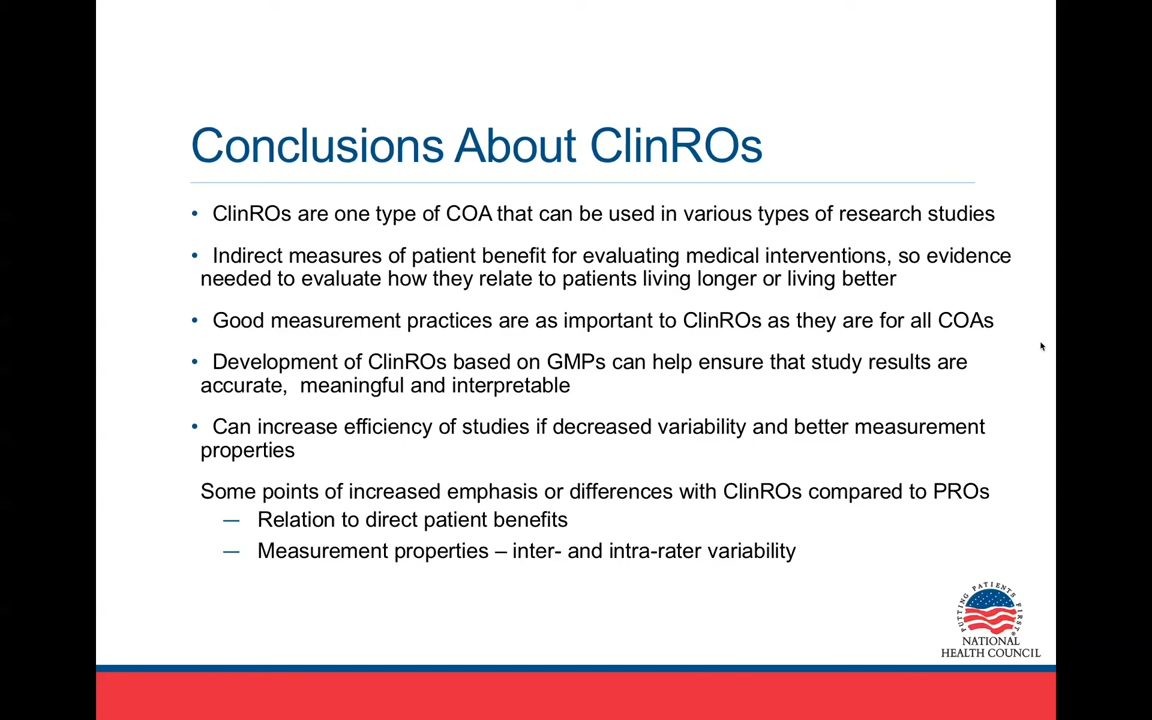 Conclusions About ClinROs
• ClinROs are one type of COA that can be used in various types of research studies
• Indirect measures of patient benefit for evaluating medical interventions, so evidence
needed to evaluate how they relate to patients living longer or living better
• Good measurement practices are as important to ClinROs as they are for all COAs
• Development of ClinROs based on GMPs can help ensure that study results are
accurate, meaningful and interpretable
• Can increase efficiency of studies if decreased variability and better measurement
properties
Some points of increased emphasis or differences with ClinROs compared to PROs
— Relation to direct patient benefits
— Measurement properties – inter- and intra-rater variability
PUTTING PATIENTS FIRST®
NATIONAL
HEALTH COUNCIL